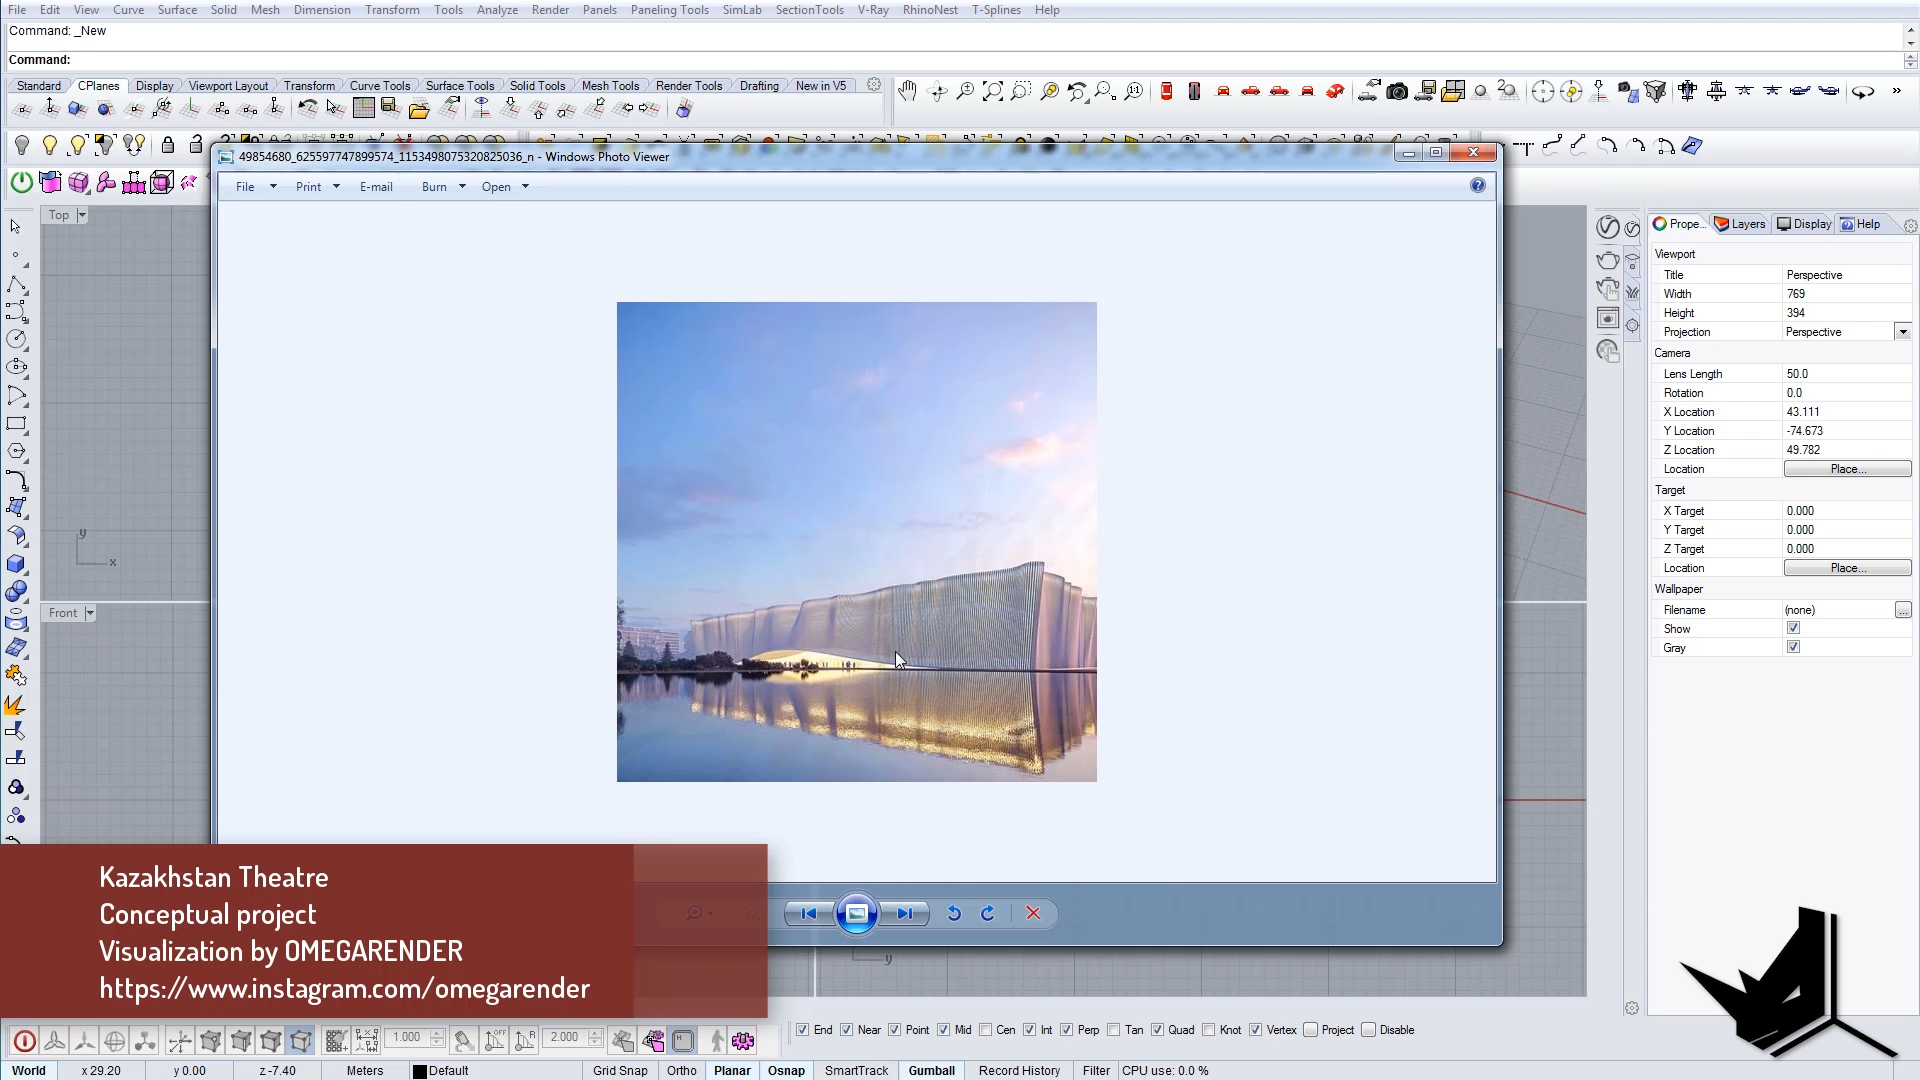 File Edit View Curve Surface Solid Mesh Dimension Transform Tools Analyze Render Panels Paneling Tools SimLab SectionTools V-Ray RhinoNest T-Splines Help
Command: _New
Command:
Standard CPlanes Display Viewport Layout Transform Curve Tools Surface Tools Solid Tools Mesh Tools Render Tools Drafting New in V5
49854680_625597747899574_1153498075320825036_n - Windows Photo Viewer
File Print E-mail Burn Open
Top
Prope... Layers Display Help
Viewport
Title Perspective
Width 769
Height 394
Projection Perspective
Camera
Lens Length 50.0
Rotation 0.0
X Location 43.111
Y Location -74.673
Z Location 49.782
Location Place...
Target
X Target 0.000
Y Target 0.000
Z Target 0.000
Location Place...
Wallpaper
Filename (none) ...
Show
Gray
y
x
Front
Kazakhstan Theatre
Conceptual project
Visualization by OMEGARENDER
https://www.instagram.com/omegarender
y
1.000 2.000
End Near Point Mid Cen Int Perp Tan Quad Knot Vertex Project Disable
World x 29.20 y 0.00 z -7.40 Meters Default Grid Snap Ortho Planar Osnap SmartTrack Gumball Record History Filter CPU use: 0.0 %